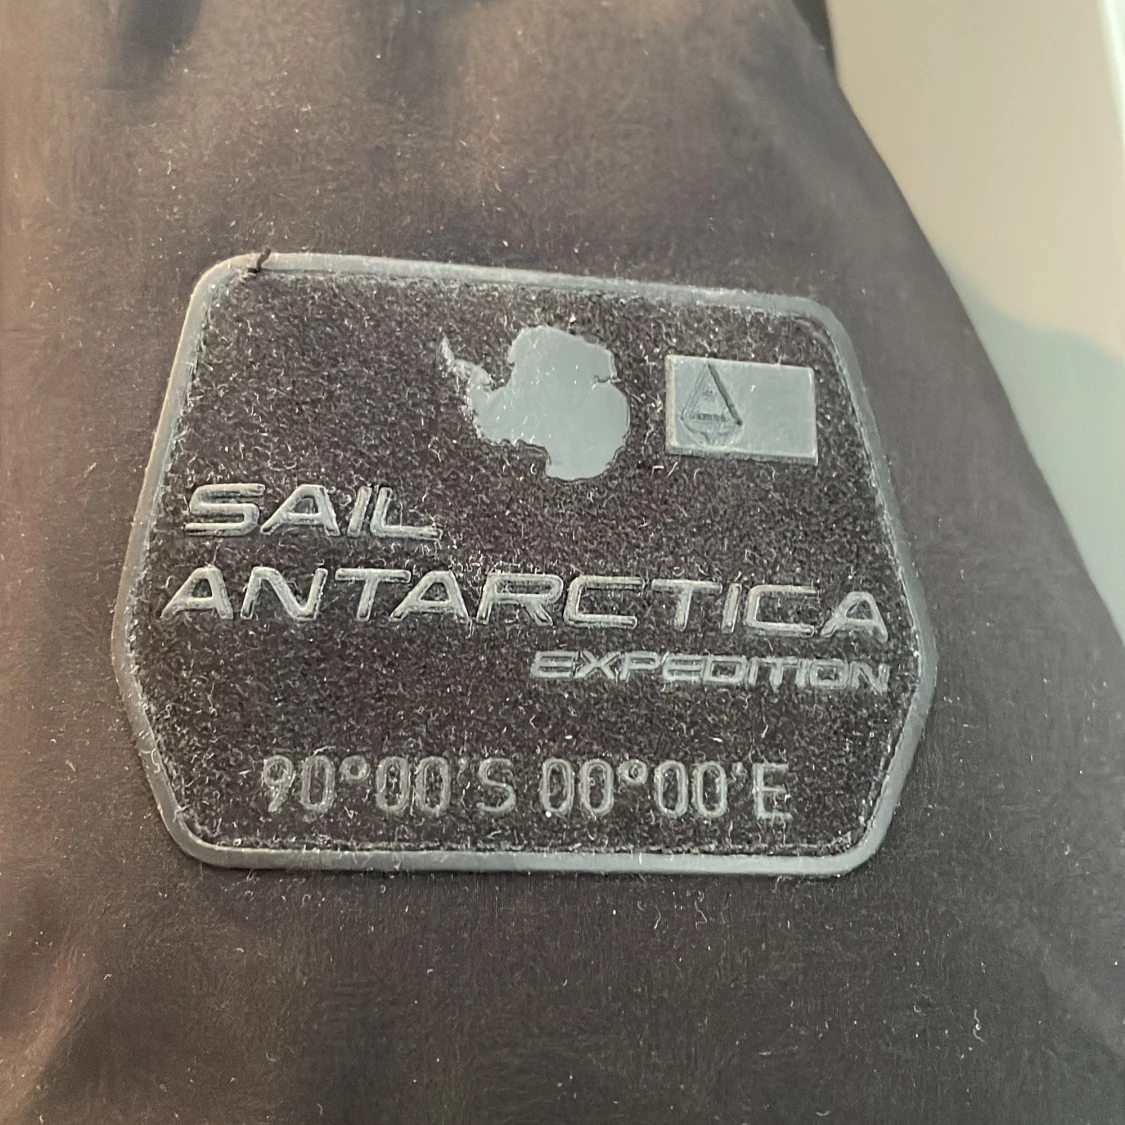 SAIL
ANTARCTICA
EXPEDITION
90°00'S 00°00'E